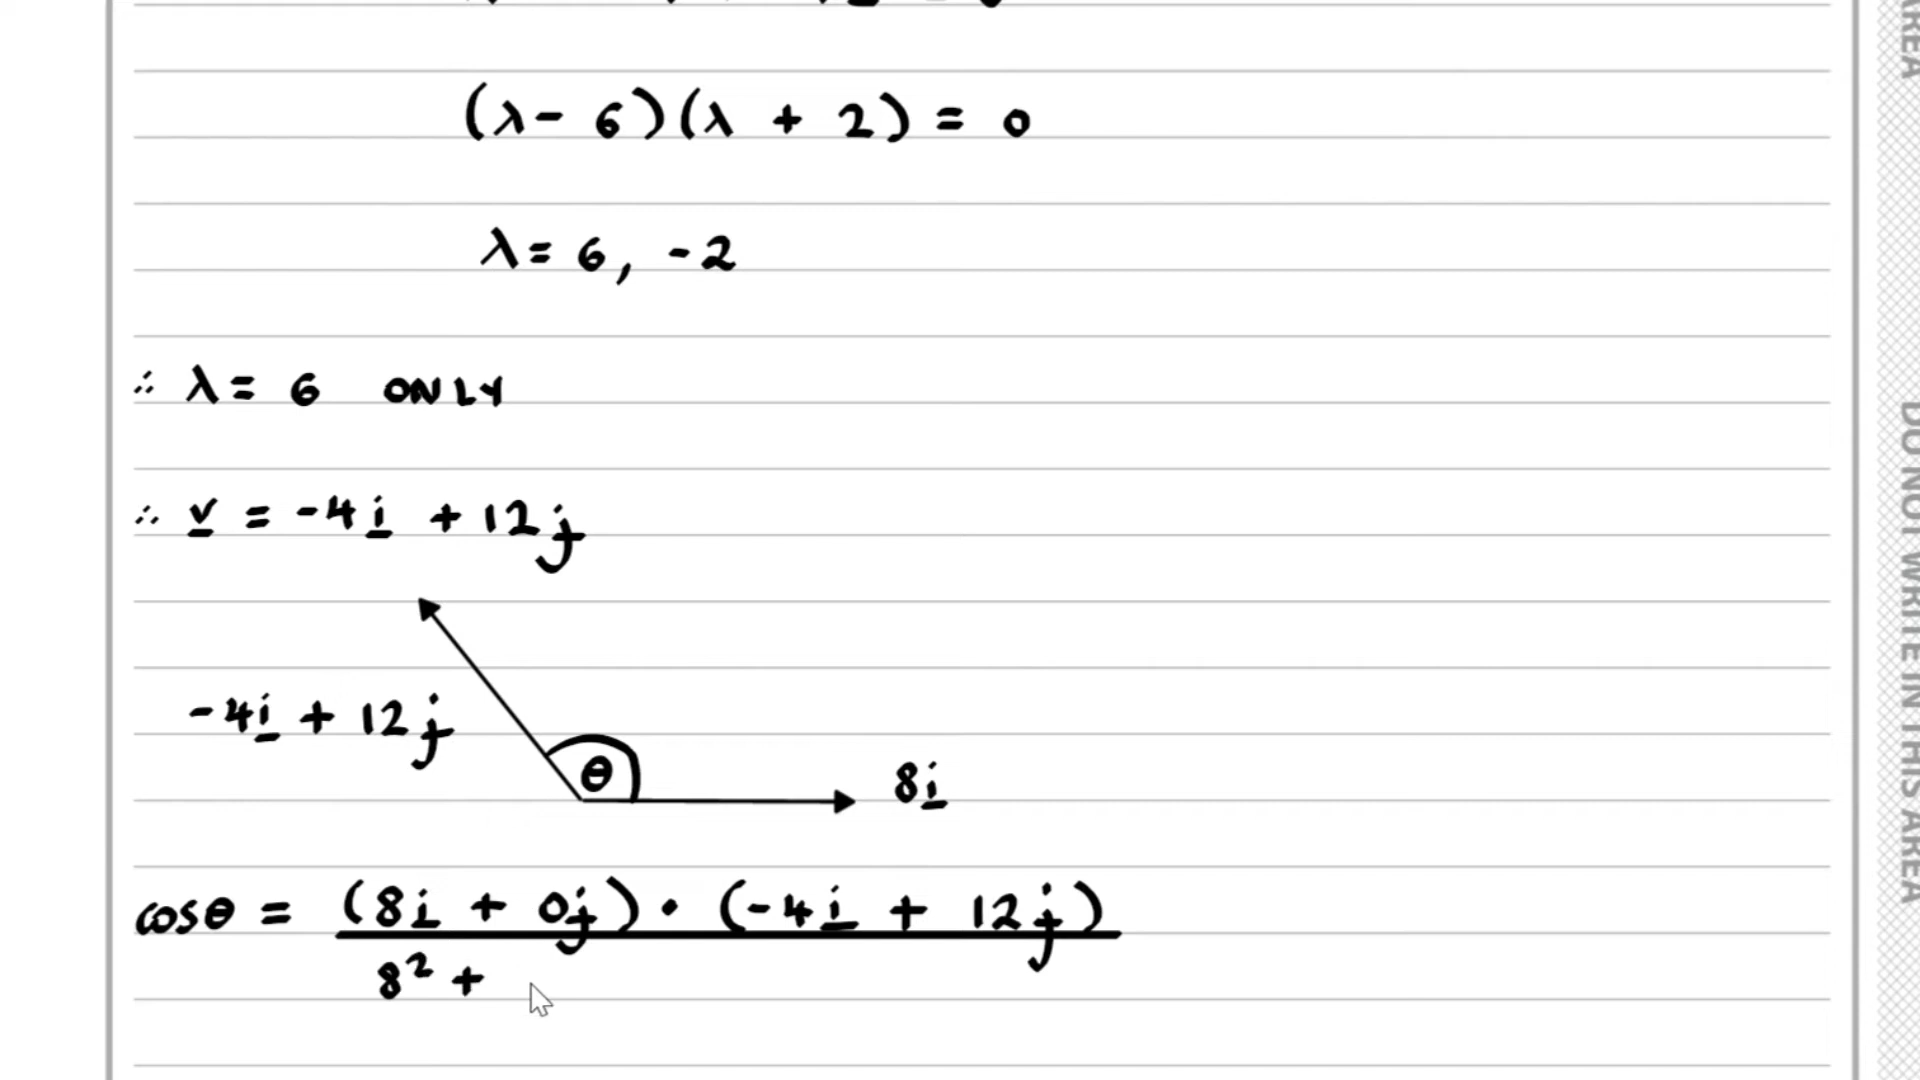 (λ - 6)(λ + 2) = 0
λ = 6, -2
∴ λ = 6 ONLY
∴ v = -4i + 12j
-4i + 12j
θ
8i
cosθ = (8i + 0j) · (-4i + 12j)
8² +
AREA
DO NOT WRITE IN THIS AREA